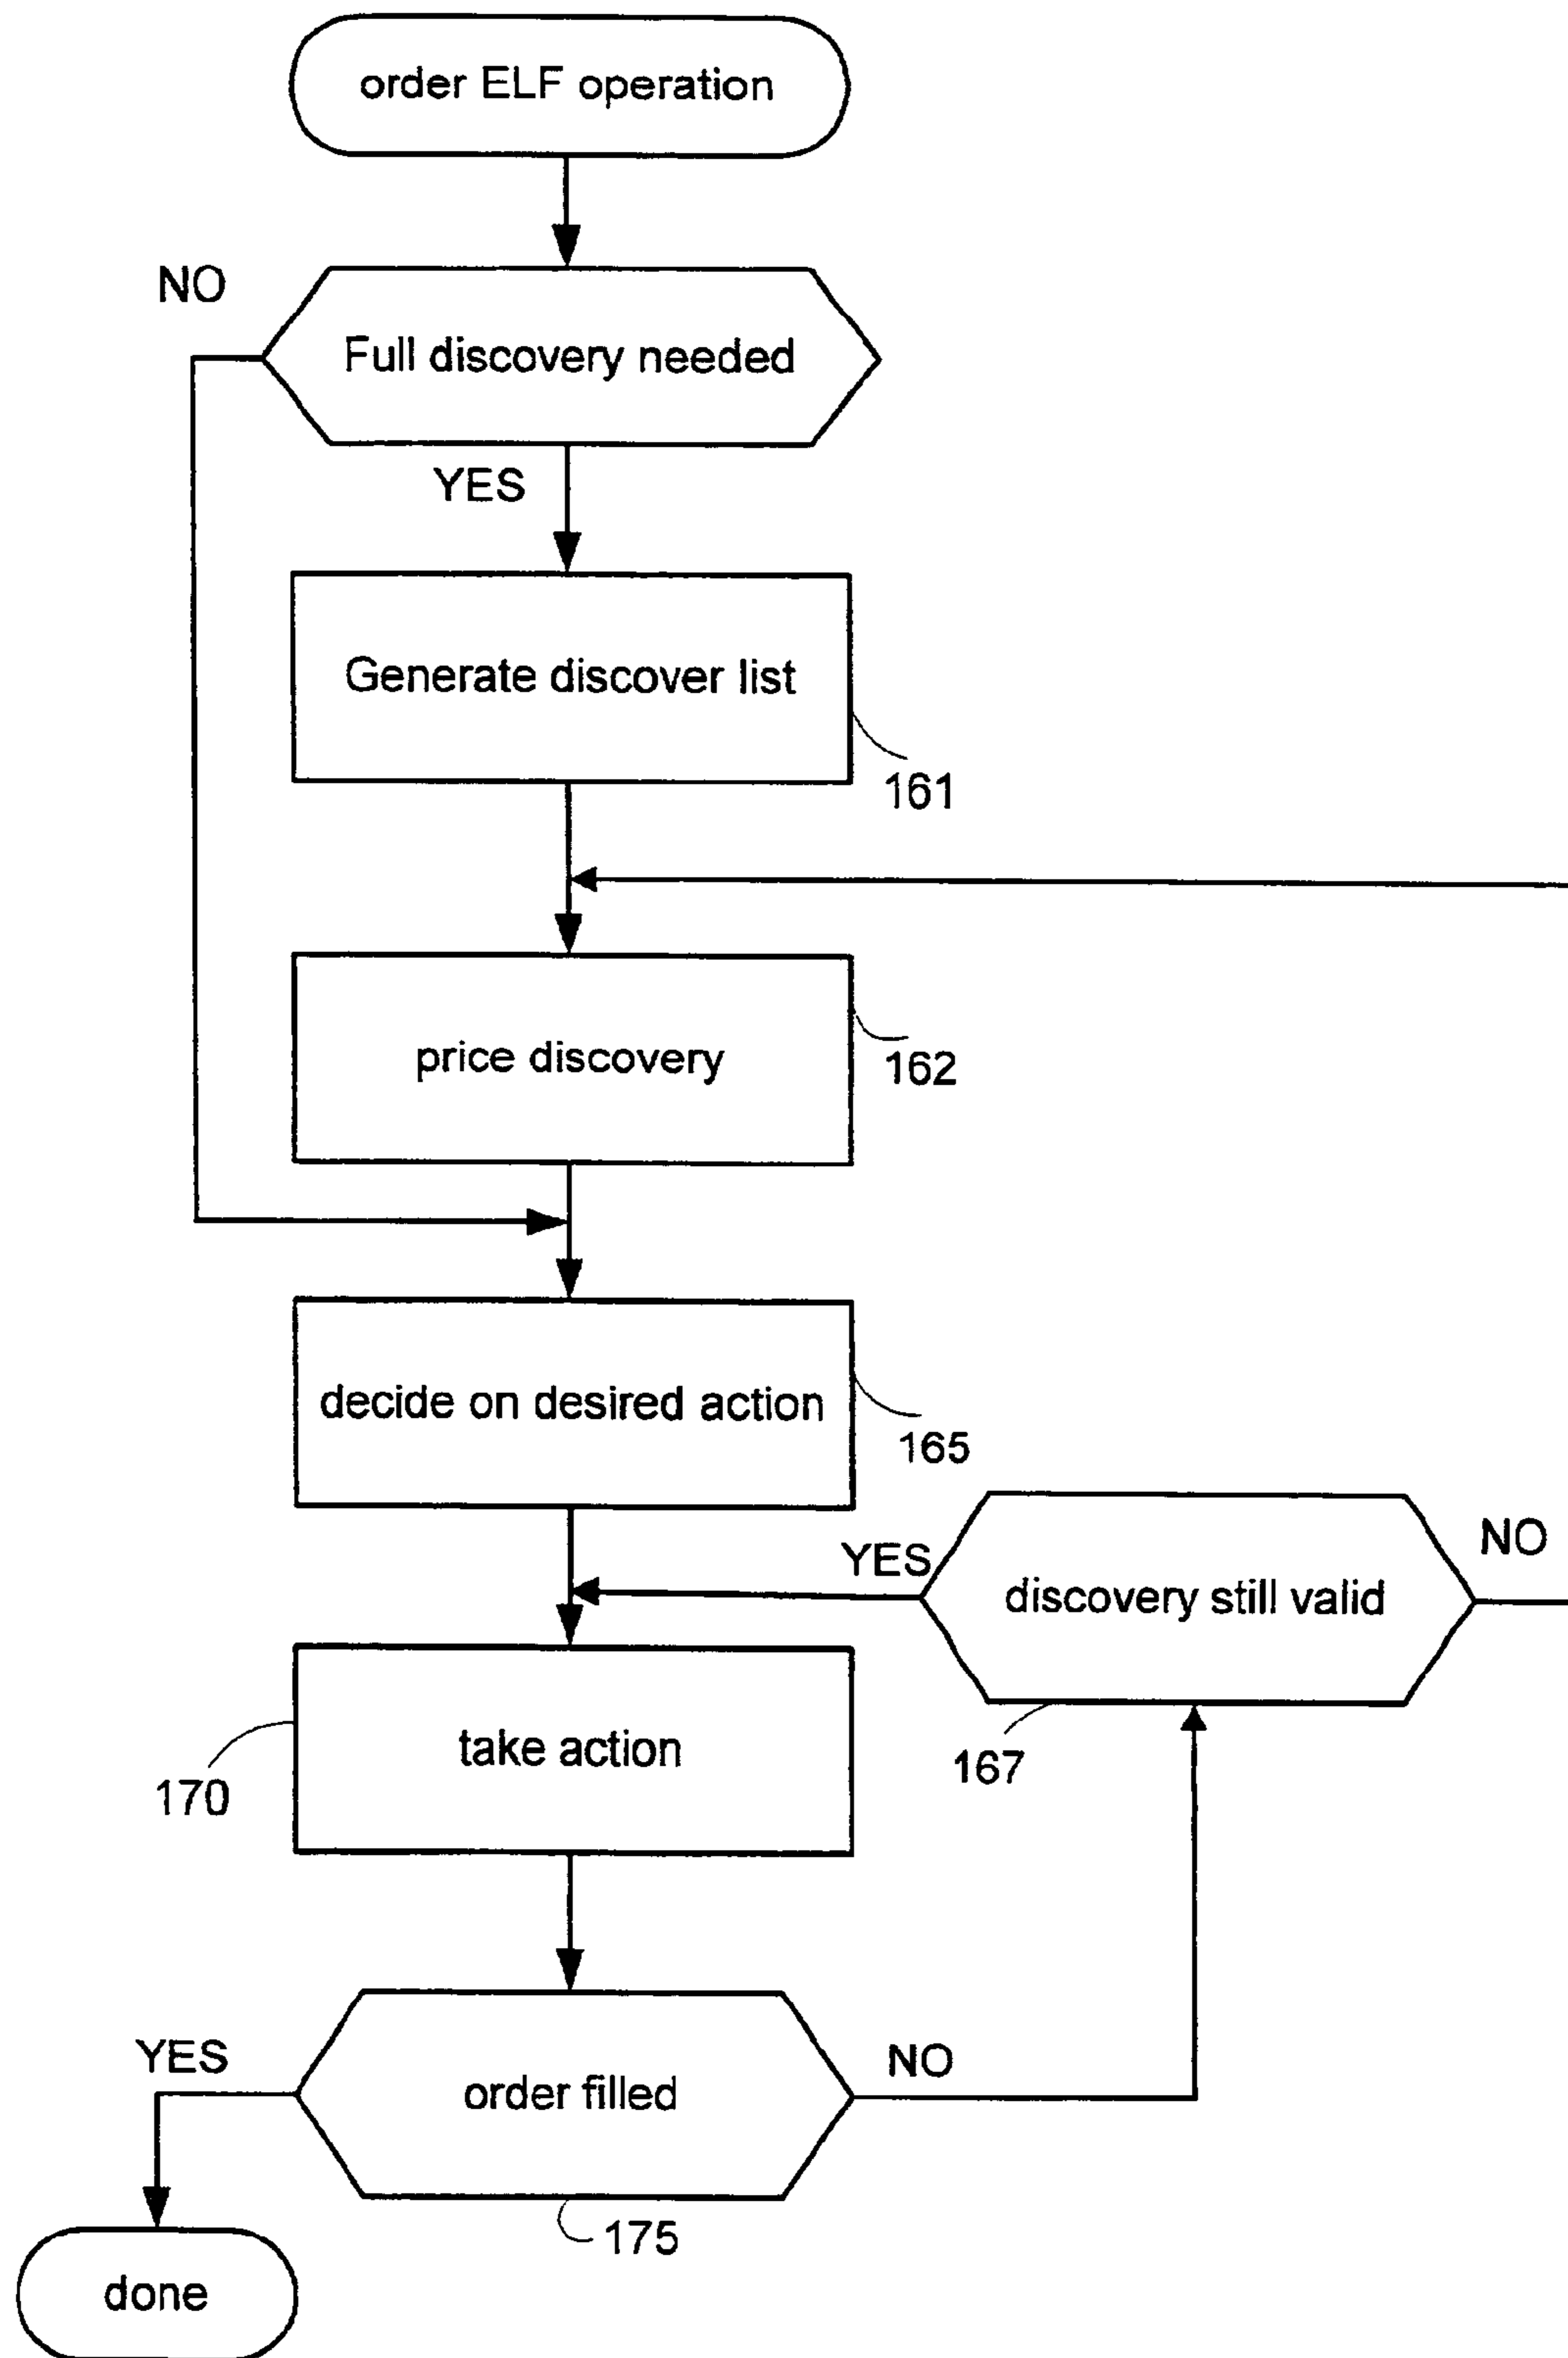 order ELF operation
NO
Full discovery needed
YES
Generate discover list
161
price discovery
162
decide on desired action
165
YES
NO
discovery still valid
167
take action
170
YES
NO
order filled
175
done